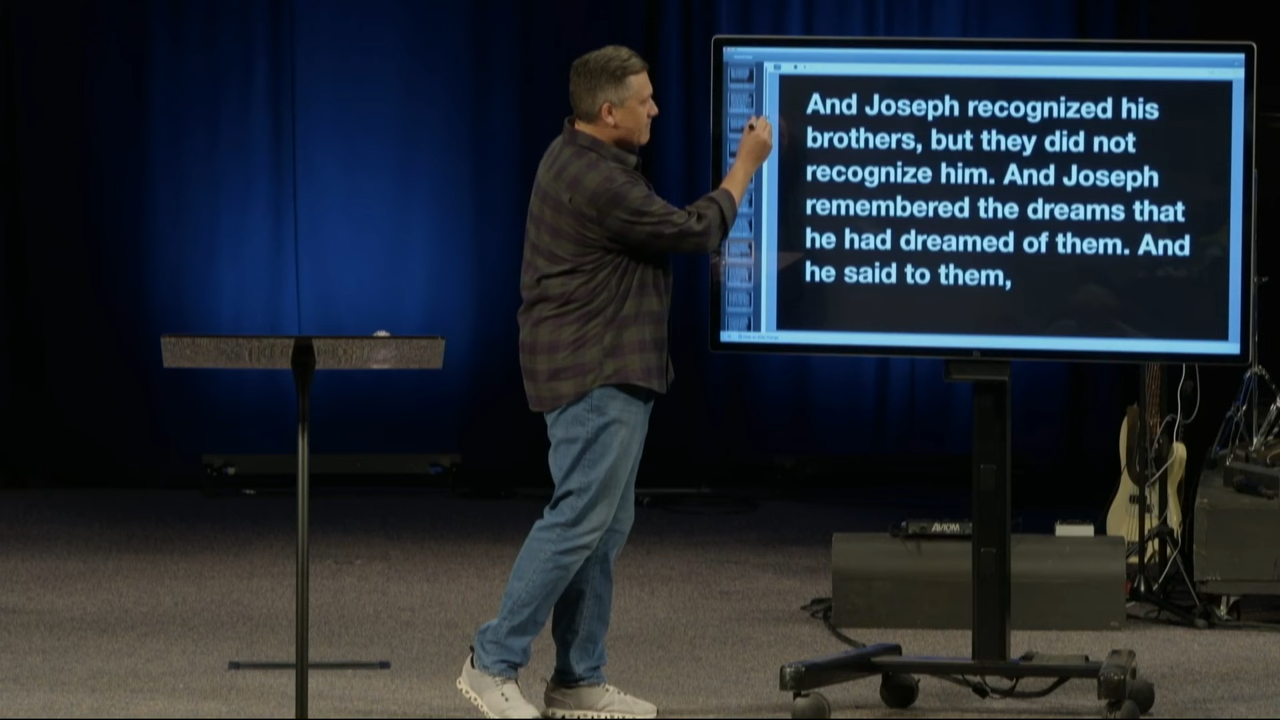 And Joseph recognized his
brothers, but they did not
recognize him. And Joseph
remembered the dreams that
he had dreamed of them. And
he said to them,
AVIOM